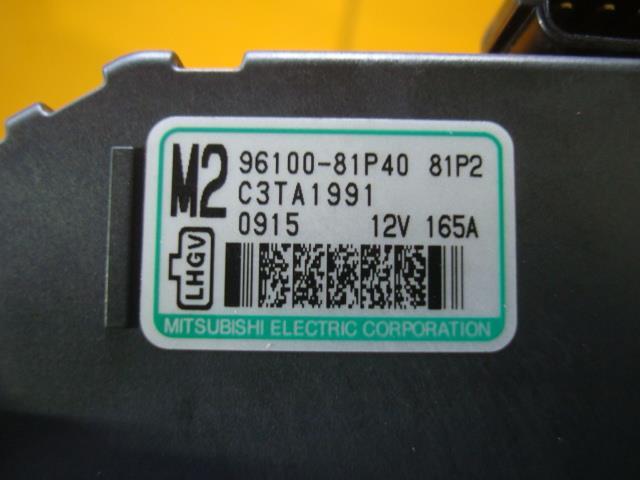 M2 96100-81P40 81P2
C3TA1991
0915 12V 165A
LHGV
MITSUBISHI ELECTRIC CORPORATION